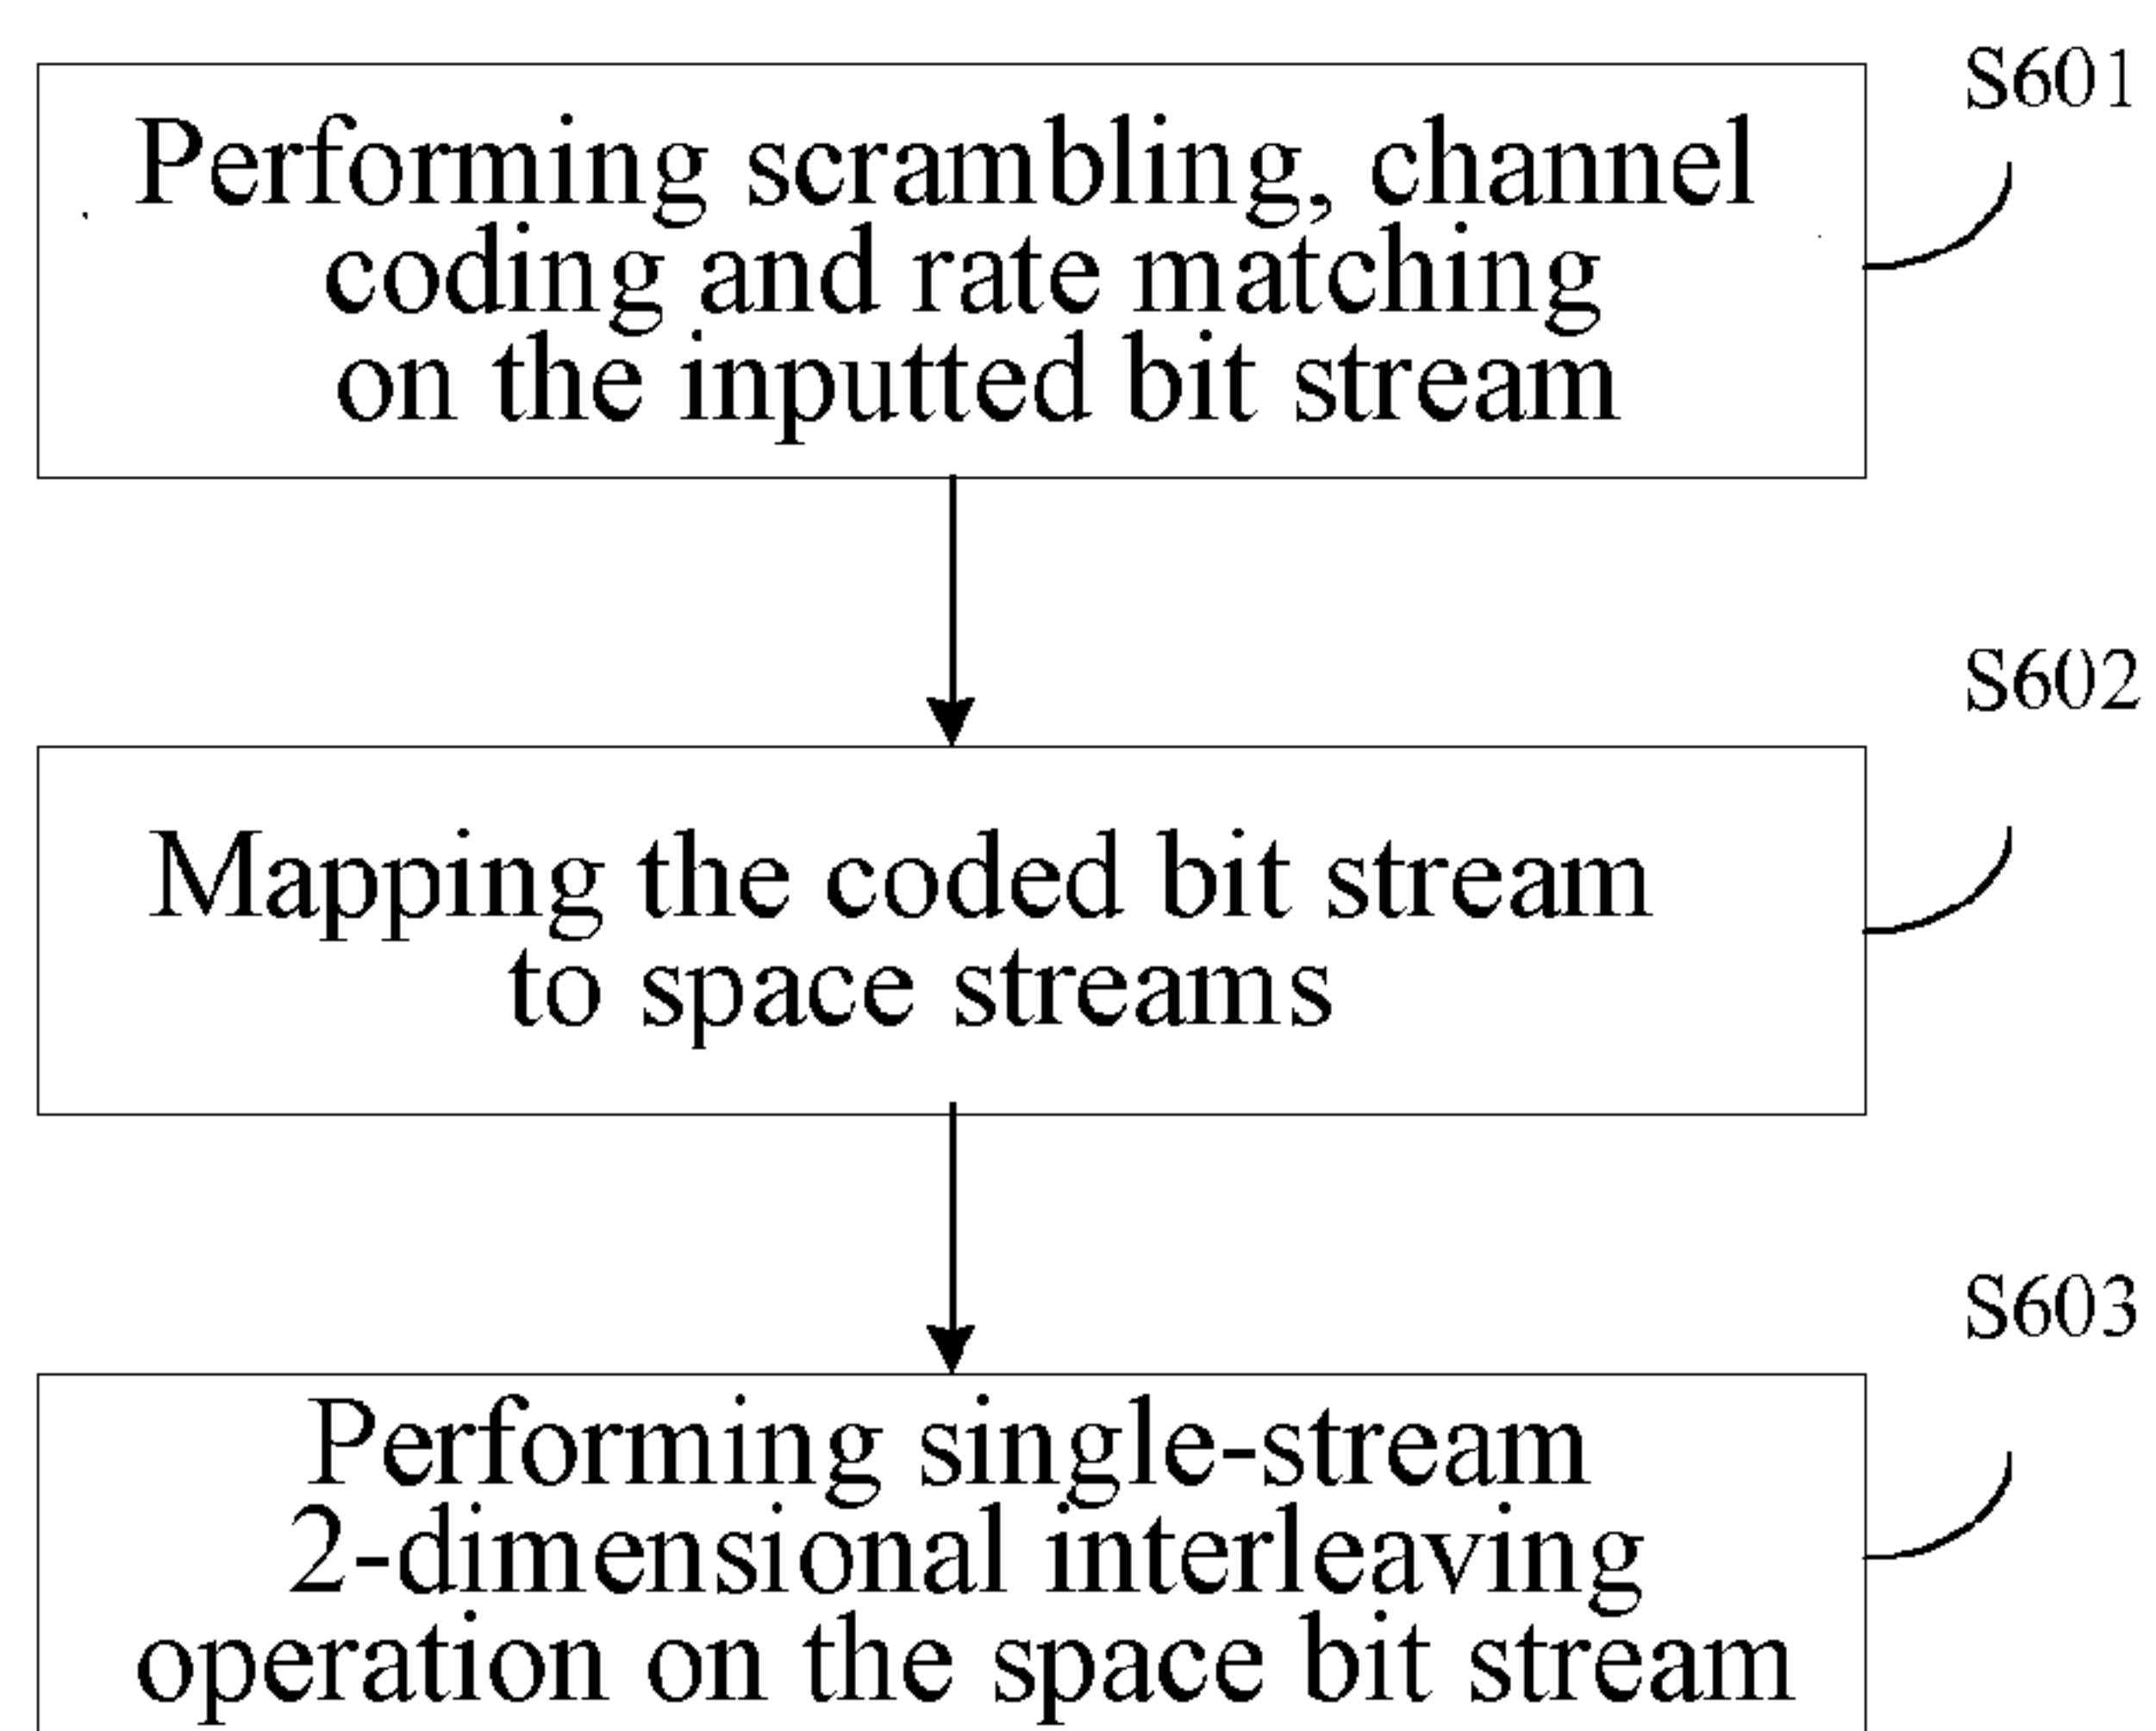 S601
Performing scrambling, channel
coding and rate matching
on the inputted bit stream
S602
Mapping the coded bit stream
to space streams
S603
Performing single-stream
2-dimensional interleaving
operation on the space bit stream